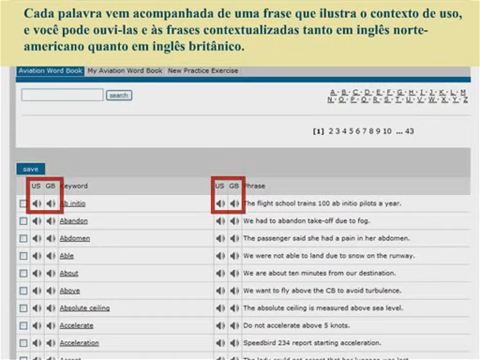 Cada palavra vem acompanhada de uma frase que ilustra o contexto de uso,
e você pode ouvi-las e às frases contextualizadas tanto em inglês norte-
americano quanto em inglês britânico.
Aviation Word Book My Aviation Word Book New Practice Exercise
search
A - B - C - D - E - F - G - H - I - J - K - L - M
N - O - P - Q - R - S - T - U - V - W - X - Y - Z
[1] 2 3 4 5 6 7 8 9 10 ... 43
save
US GB Keyword US GB Phrase
Ab initio The flight school trains 100 ab initio pilots a year.
Abandon We had to abandon take-off due to fog.
Abdomen The passenger said she had a pain in her abdomen.
Able We were not able to land due to snow on the runway.
About We are about ten minutes from our destination.
Above We want to fly above the CB to avoid turbulence.
Absolute ceiling The absolute ceiling is measured above sea level.
Accelerate Do not accelerate above 5 knots.
Acceleration Speedbird 234 report starting acceleration.